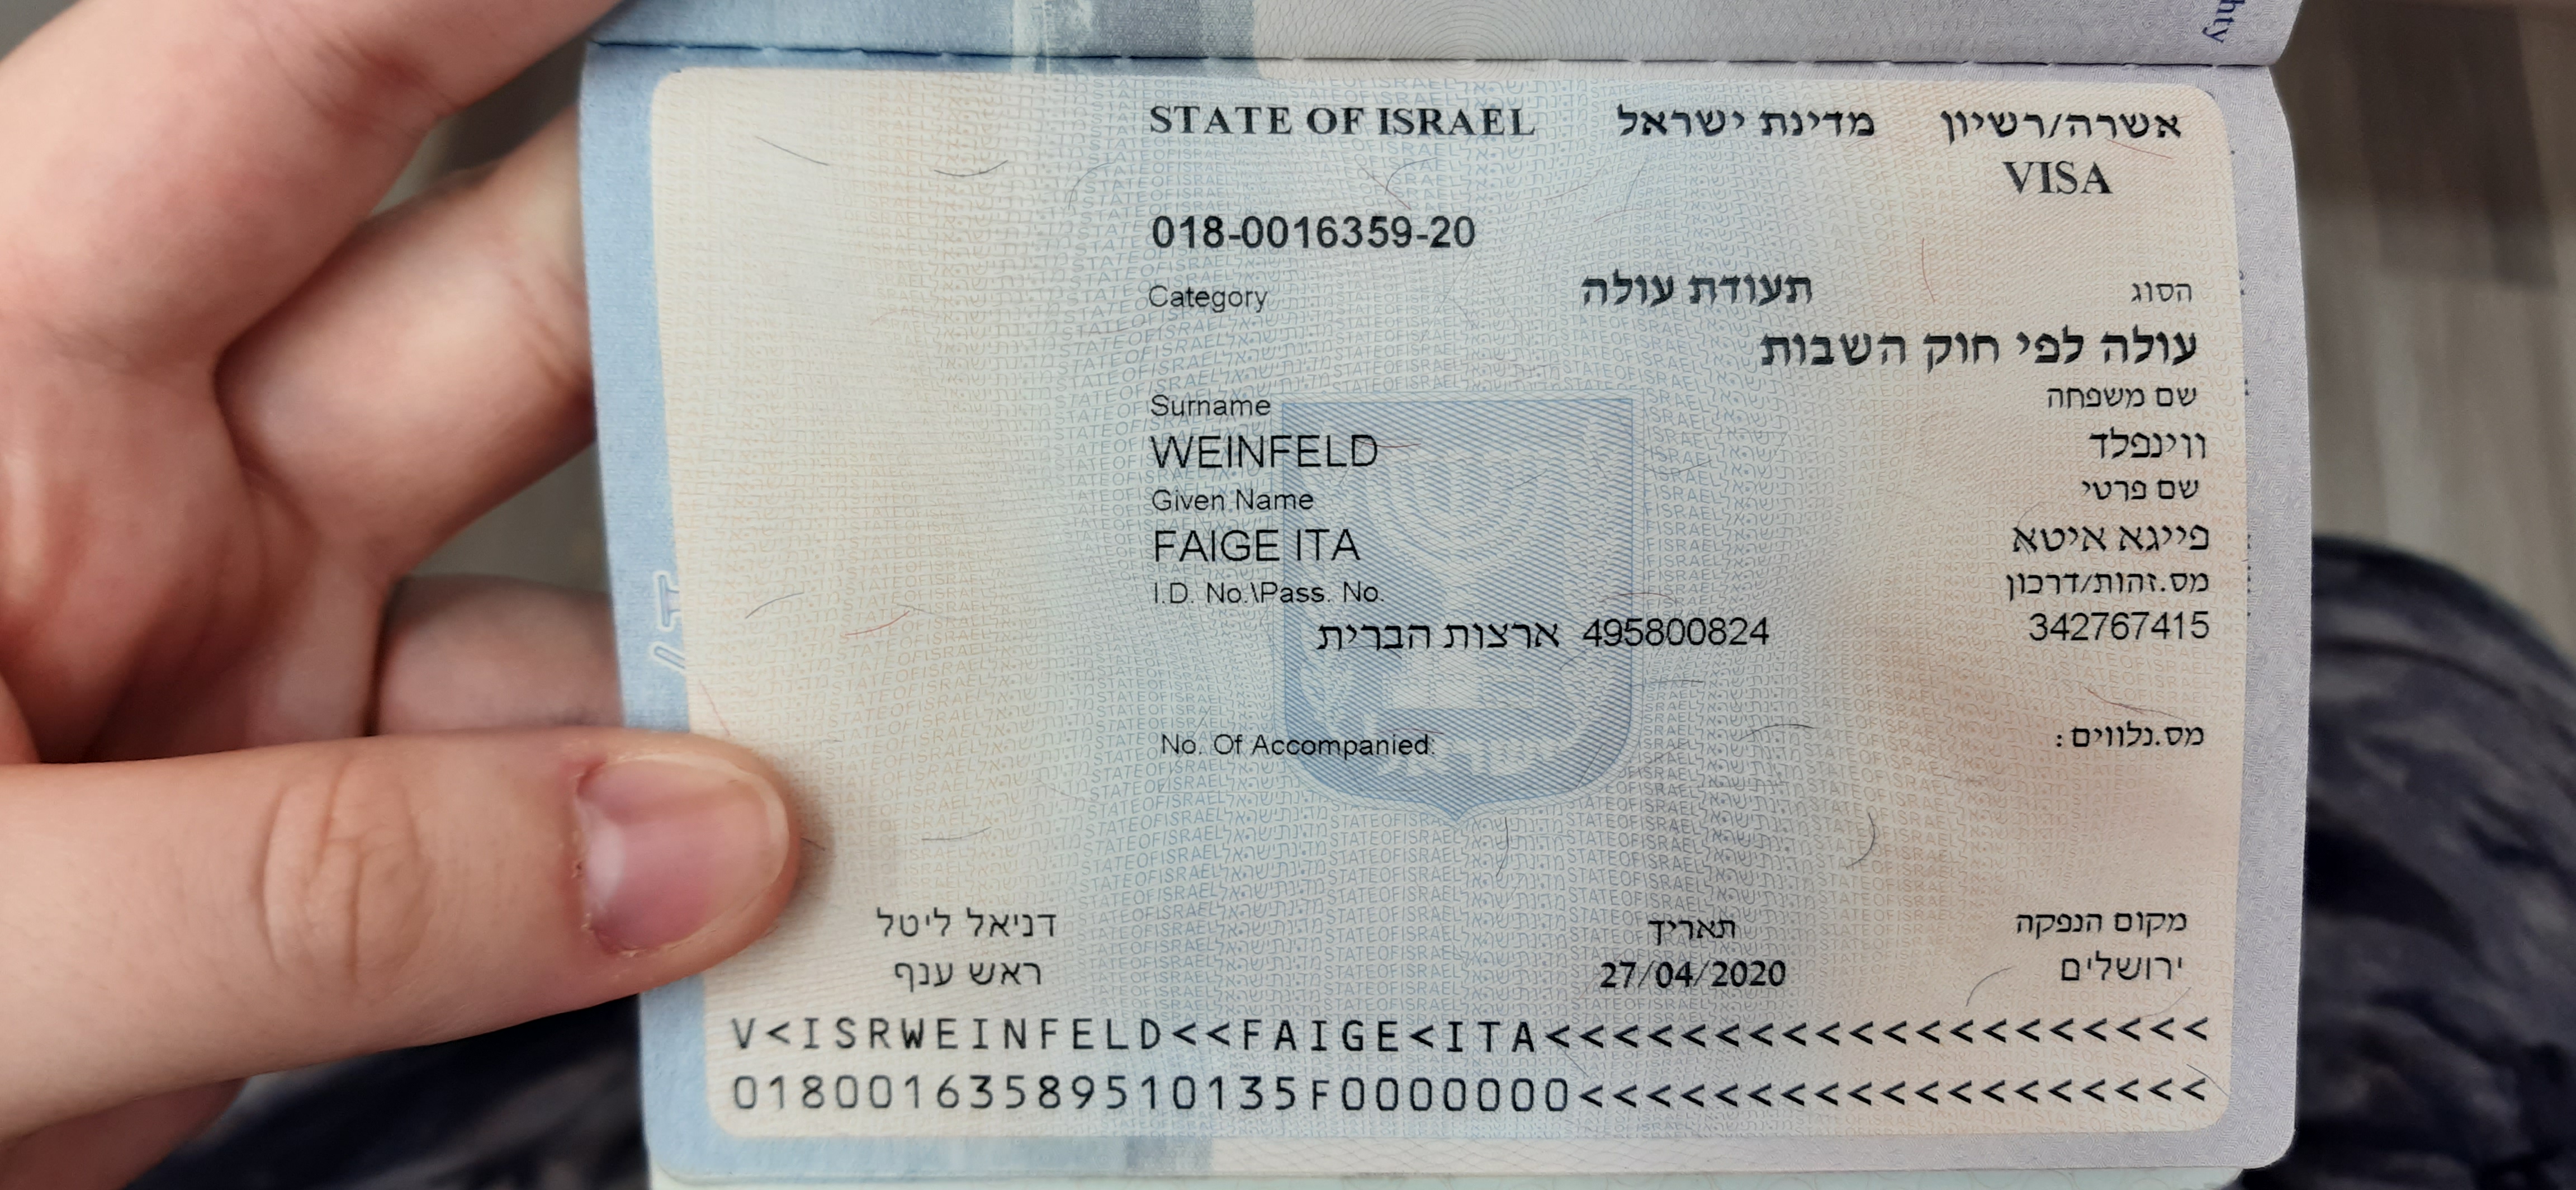 hty
STATE OF ISRAEL מדינת ישראל אשרה/רשיון
VISA
018-0016359-20
Category תעודת עולה הסוג
עולה לפי חוק השבות
Surname שם משפחה
WEINFELD ווינפלד
Given Name שם פרטי
FAIGE ITA פייגא איטא
I.D. No.\Pass. No. מס.זהות/דרכון
ארצות הברית 495800824 342767415
No. Of Accompanied: מס.נלווים:
דניאל ליטל תאריך מקום הנפקה
ראש ענף 27/04/2020 ירושלים
V<ISRWEINFELD<<FAIGE<ITA<<<<<<<<<<<<<<<<<<<<
01800163589510135F0000000<<<<<<<<<<<<<<<<<<<